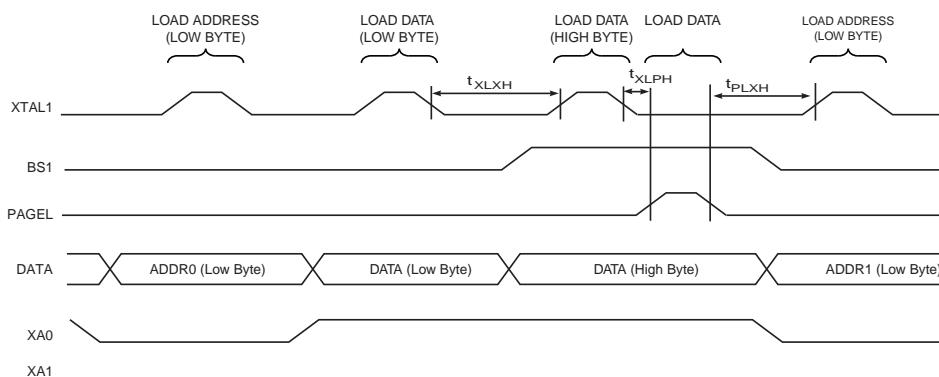 LOAD ADDRESS
(LOW BYTE)
LOAD DATA
(LOW BYTE)
LOAD DATA
(HIGH BYTE)
LOAD DATA
LOAD ADDRESS
(LOW BYTE)
tXLXH
tXLPH
tPLXH
XTAL1
BS1
PAGEL
DATA
ADDR0 (Low Byte)
DATA (Low Byte)
DATA (High Byte)
ADDR1 (Low Byte)
XA0
XA1